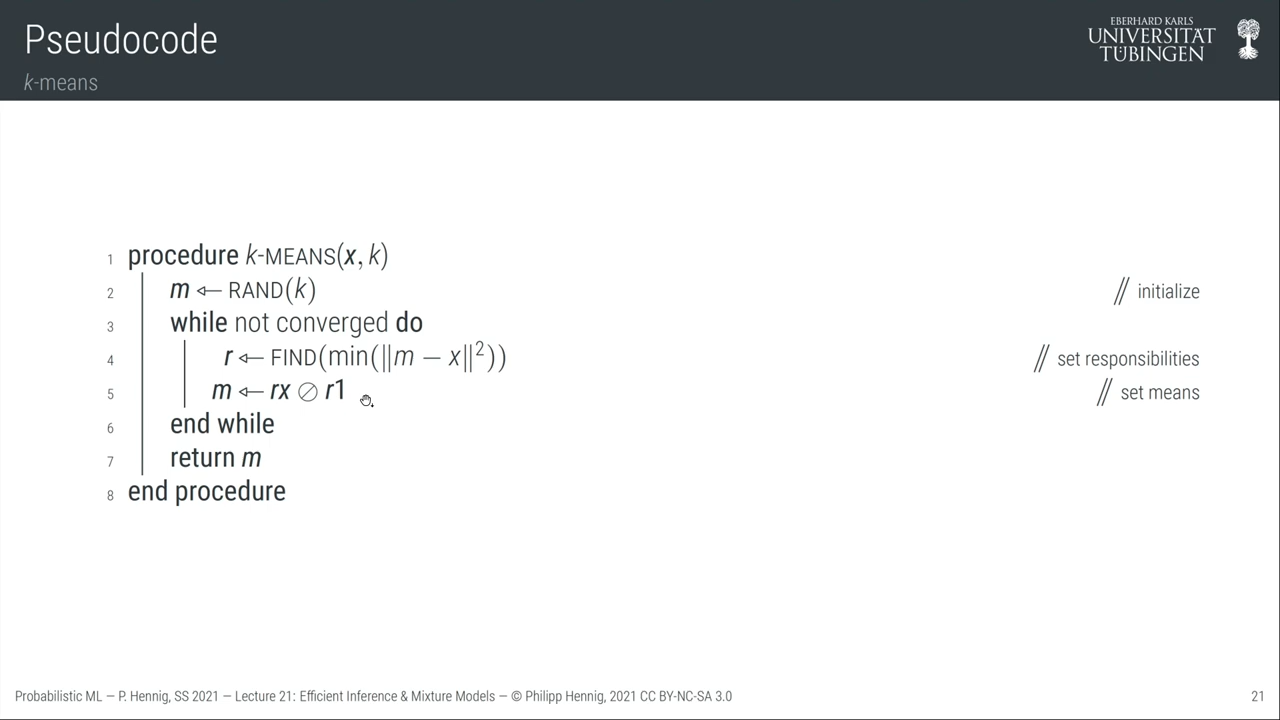 Pseudocode
k-means
EBERHARD KARLS
UNIVERSITÄT
TÜBINGEN
1 procedure k-MEANS(x, k)
2 m ← RAND(k) // initialize
3 while not converged do
4 r ← FIND(min(||m − x||²)) // set responsibilities
5 m ← rx ⊘ r1 // set means
6 end while
7 return m
8 end procedure
Probabilistic ML — P. Hennig, SS 2021 — Lecture 21: Efficient Inference & Mixture Models — © Philipp Hennig, 2021 CC BY-NC-SA 3.0 21